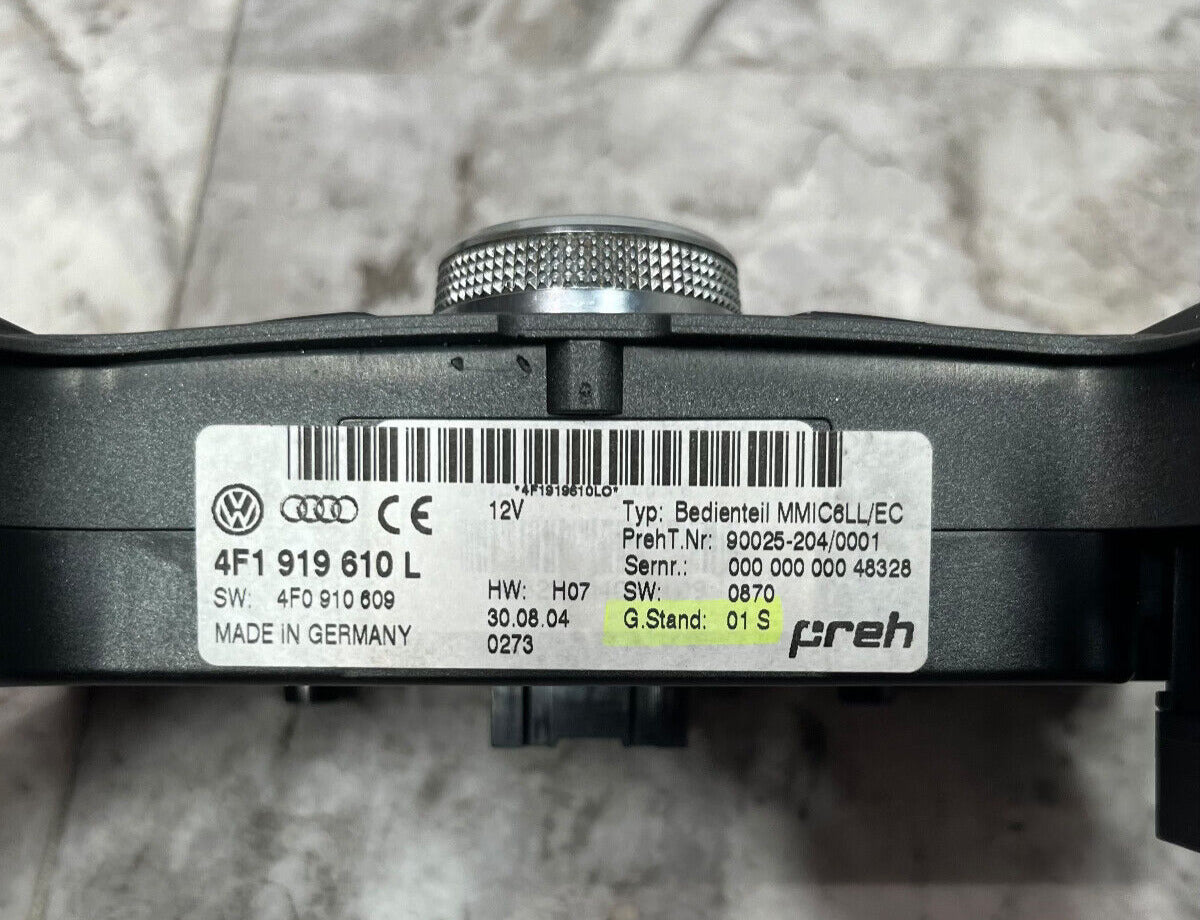 *4F1919610LO*
12V
Typ: Bedienteil MMIC6LL/EC
PrehT.Nr: 90025-204/0001
4F1 919 610 L
Sernr.: 000 000 000 48328
SW: 4F0 910 609
HW: H07
SW: 0870
MADE iN GERMANY
30.08.04
G.Stand: 01 S
0273
preh